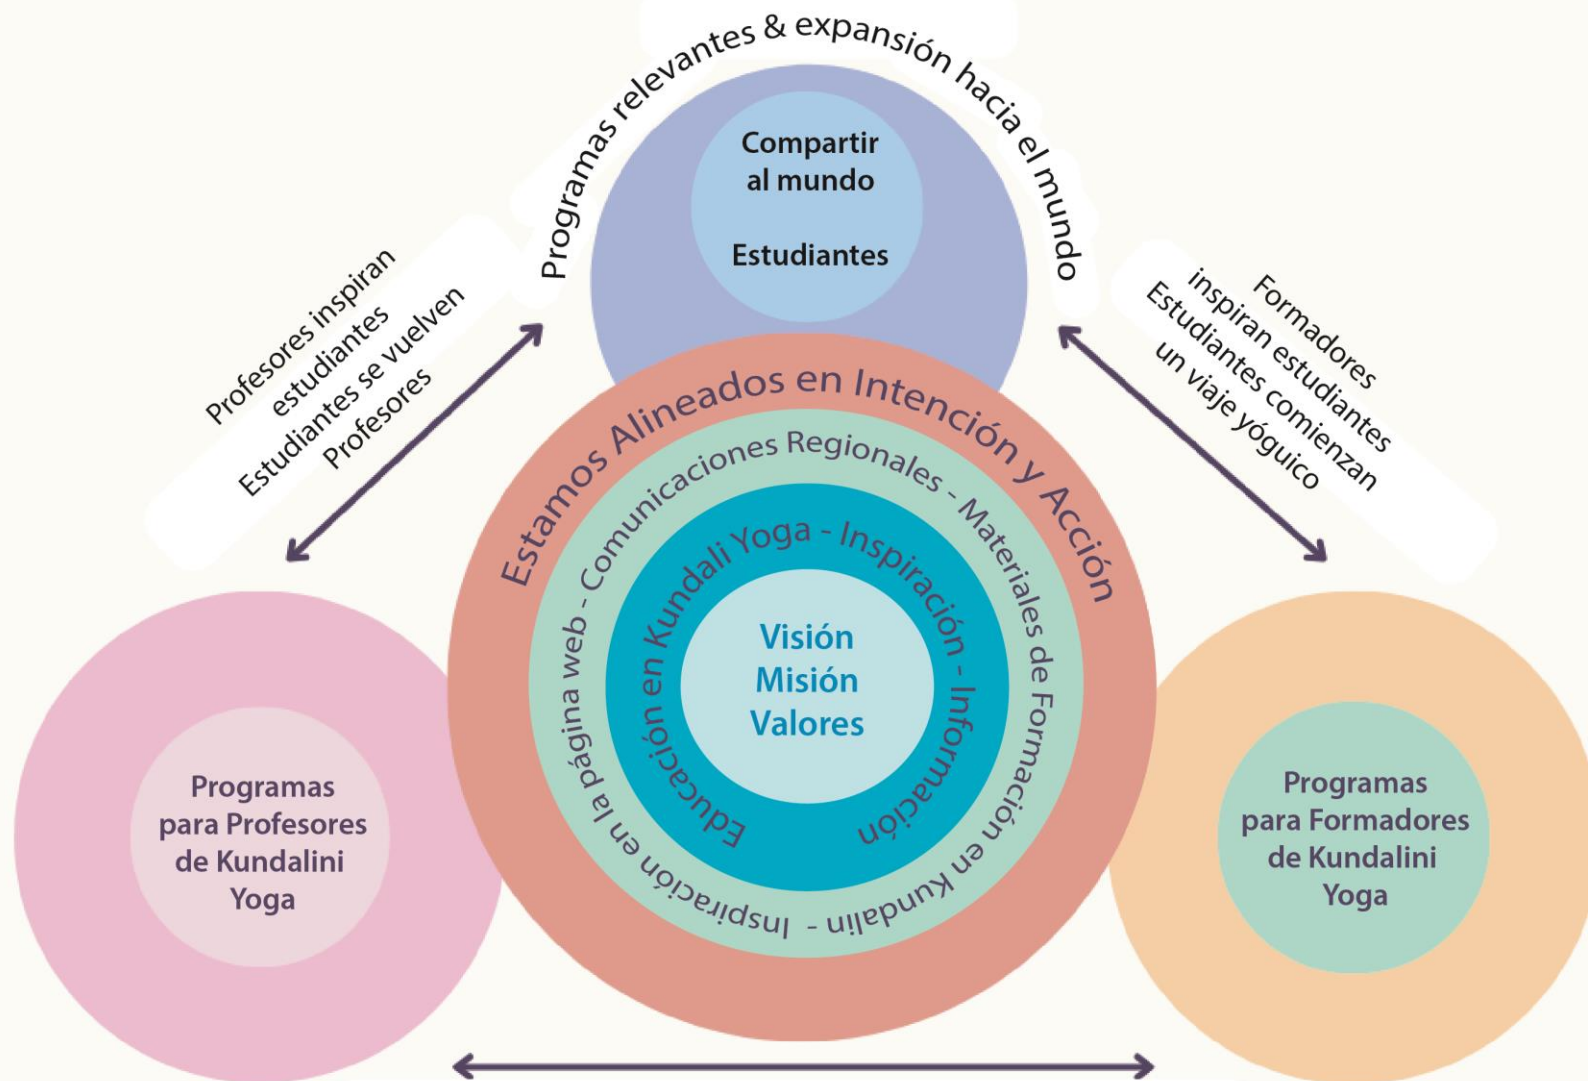 Programas relevantes & expansión hacia el mundo
Compartir
al mundo
Estudiantes
Profesores inspiran
estudiantes
Estudiantes se vuelven
Profesores
Formadores
inspiran estudiantes
Estudiantes comienzan
un viaje yóguico
Estamos Alineados en Intención y Acción
Inspiración en la página web - Comunicaciones Regionales - Materiales de Formación en Kundalin -
Educación en Kundali Yoga - Inspiración - Información
Visión
Misión
Valores
Programas
para Profesores
de Kundalini
Yoga
Programas
para Formadores
de Kundalini
Yoga